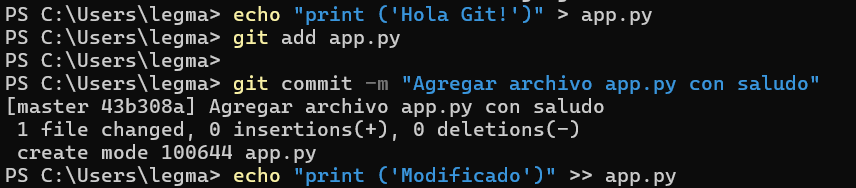 PS C:\Users\legma> echo "print ('Hola Git!')" > app.py
PS C:\Users\legma> git add app.py
PS C:\Users\legma>
PS C:\Users\legma> git commit -m "Agregar archivo app.py con saludo"
[master 43b308a] Agregar archivo app.py con saludo
 1 file changed, 0 insertions(+), 0 deletions(-)
 create mode 100644 app.py
PS C:\Users\legma> echo "print ('Modificado')" >> app.py